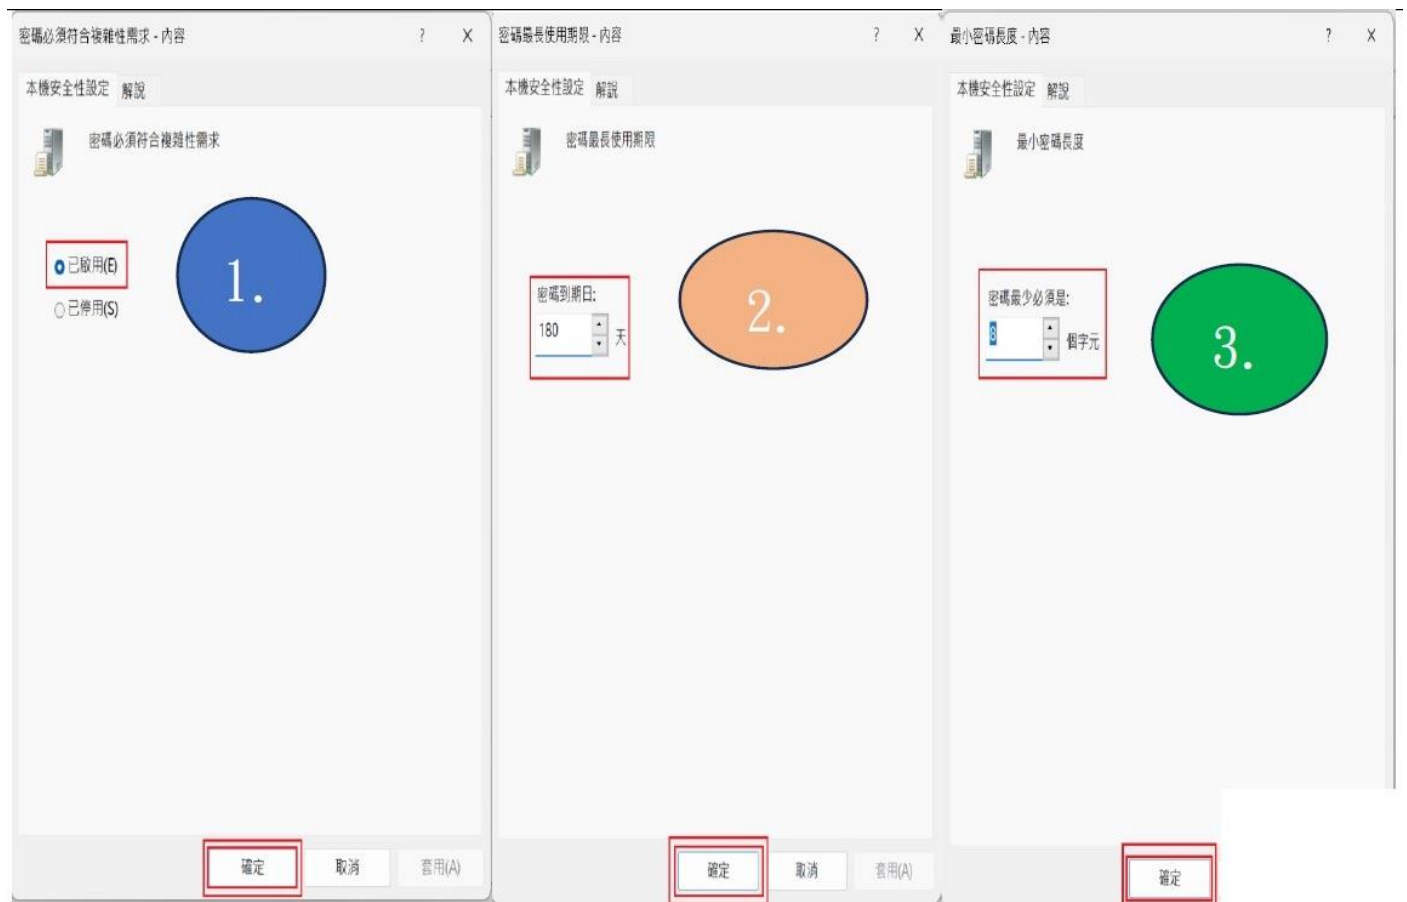 密碼必須符合複雜性需求 - 內容
? X
本機安全性設定 解說
密碼必須符合複雜性需求
已啟用(E)
已停用(S)
1.
確定 取消 套用(A)
密碼最長使用期限 - 內容
? X
本機安全性設定 解說
密碼最長使用期限
密碼到期日:
180 天
2.
確定 取消 套用(A)
最小密碼長度 - 內容
? X
本機安全性設定 解說
最小密碼長度
密碼最少必須是:
8 個字元
3.
確定